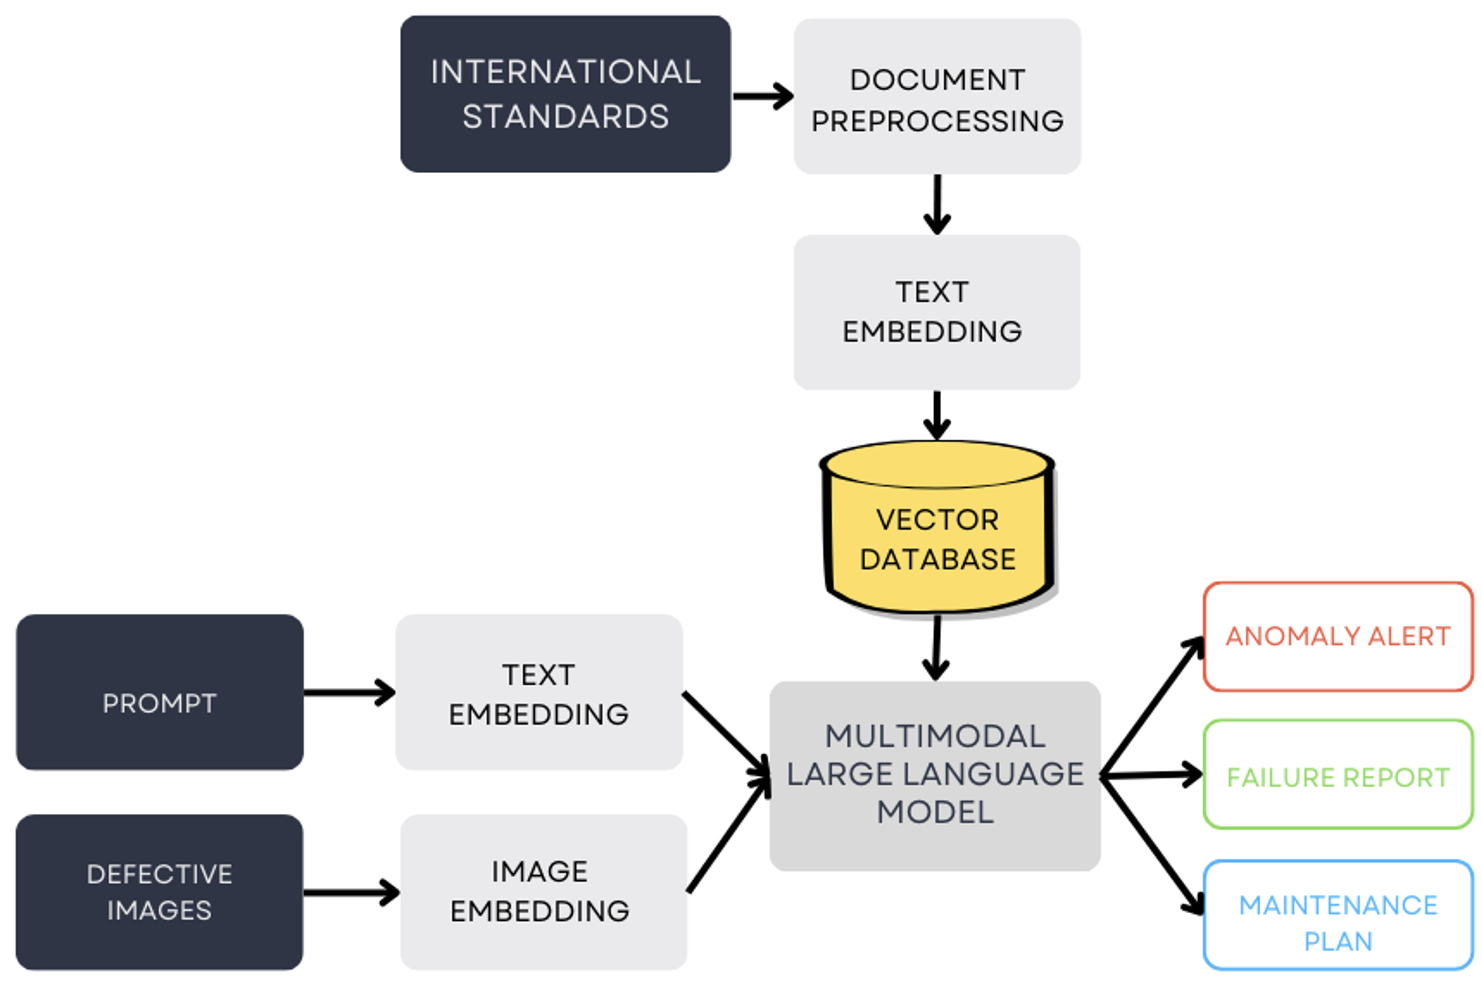 INTERNATIONAL
STANDARDS
DOCUMENT
PREPROCESSING
TEXT
EMBEDDING
VECTOR
DATABASE
PROMPT
TEXT
EMBEDDING
DEFECTIVE
IMAGES
IMAGE
EMBEDDING
MULTIMODAL
LARGE LANGUAGE
MODEL
ANOMALY ALERT
FAILURE REPORT
MAINTENANCE
PLAN